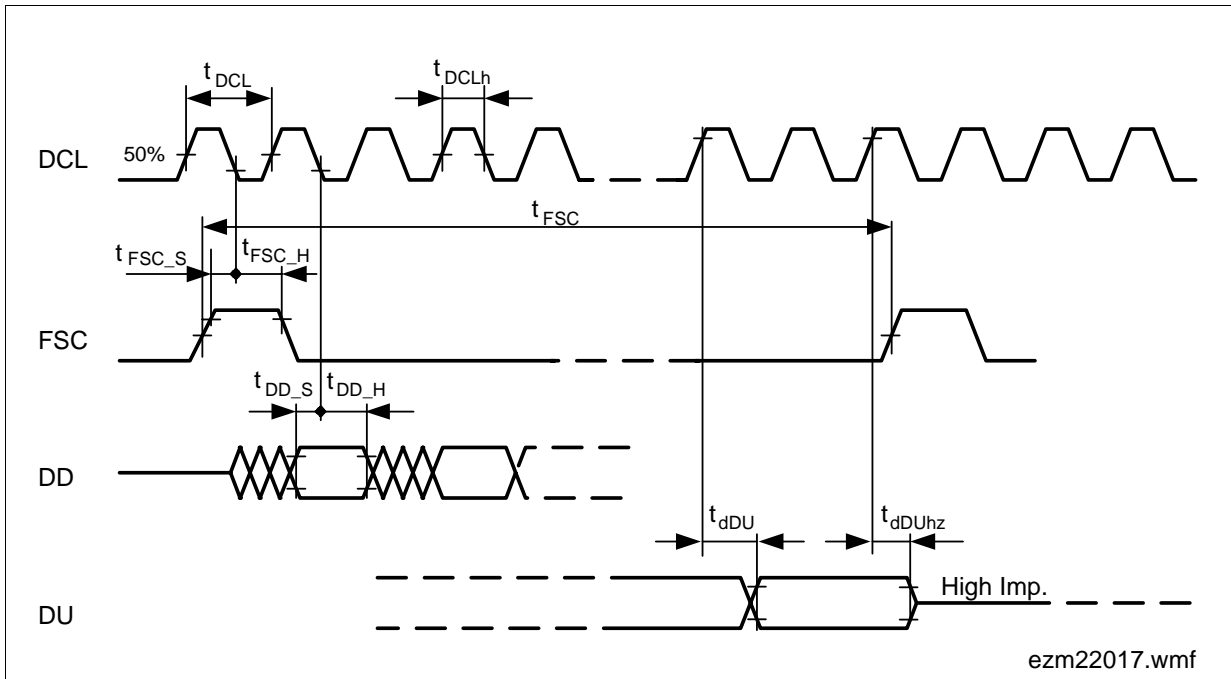 t DCL
t DCLh
DCL
50%
t FSC
t FSC_S
t FSC_H
FSC
t DD_S
t DD_H
DD
t dDU
t dDUhz
High Imp.
DU
ezm22017.wmf